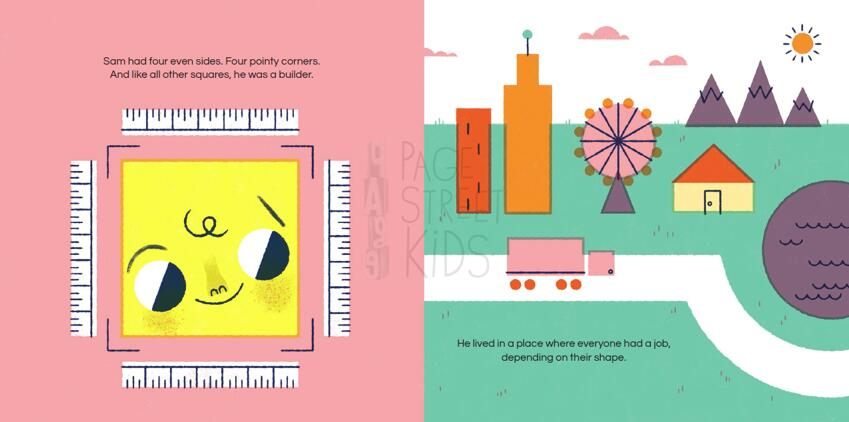 Sam had four even sides. Four pointy corners.
And like all other squares, he was a builder.
PAGE
STREET
KiDS
He lived in a place where everyone had a job,
depending on their shape.